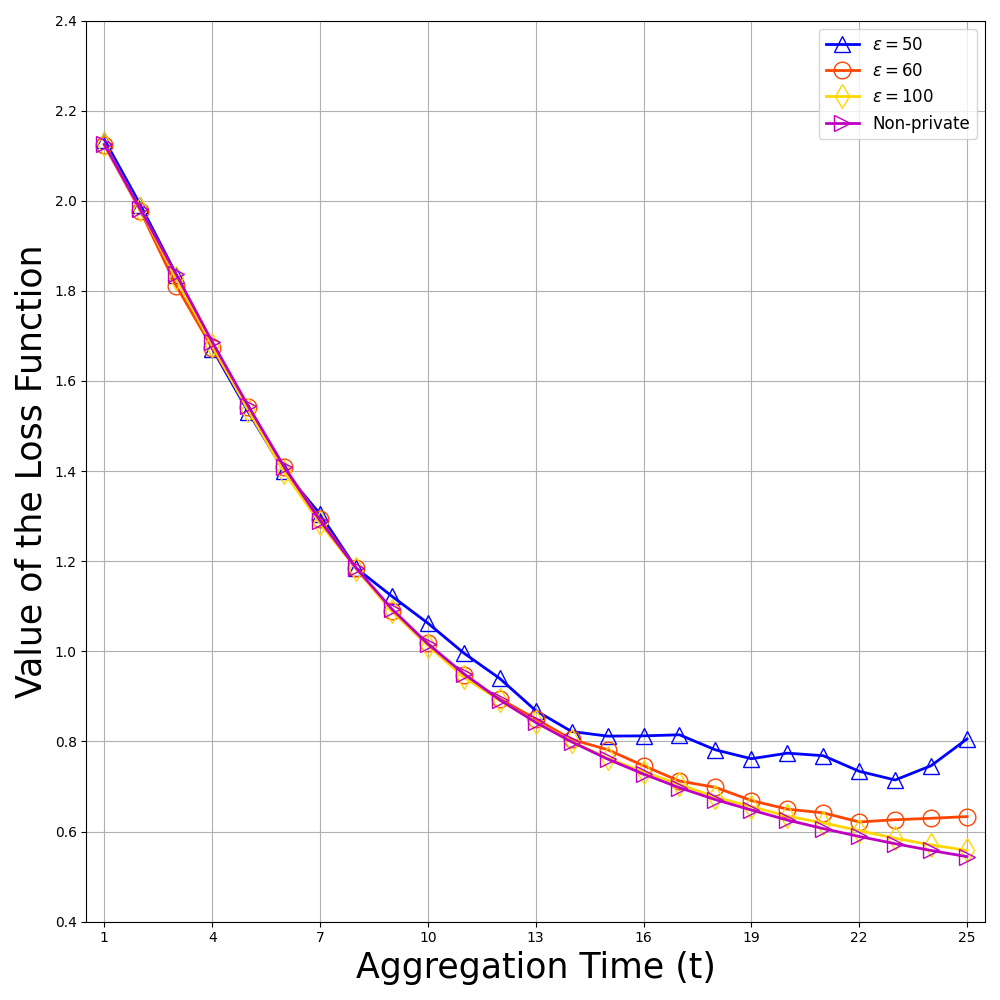 Value of the Loss Function
2.4
2.2
2.0
1.8
1.6
1.4
1.2
1.0
0.8
0.6
0.4
ε = 50
ε = 60
ε = 100
Non-private
1 4 7 10 13 16 19 22 25
Aggregation Time (t)